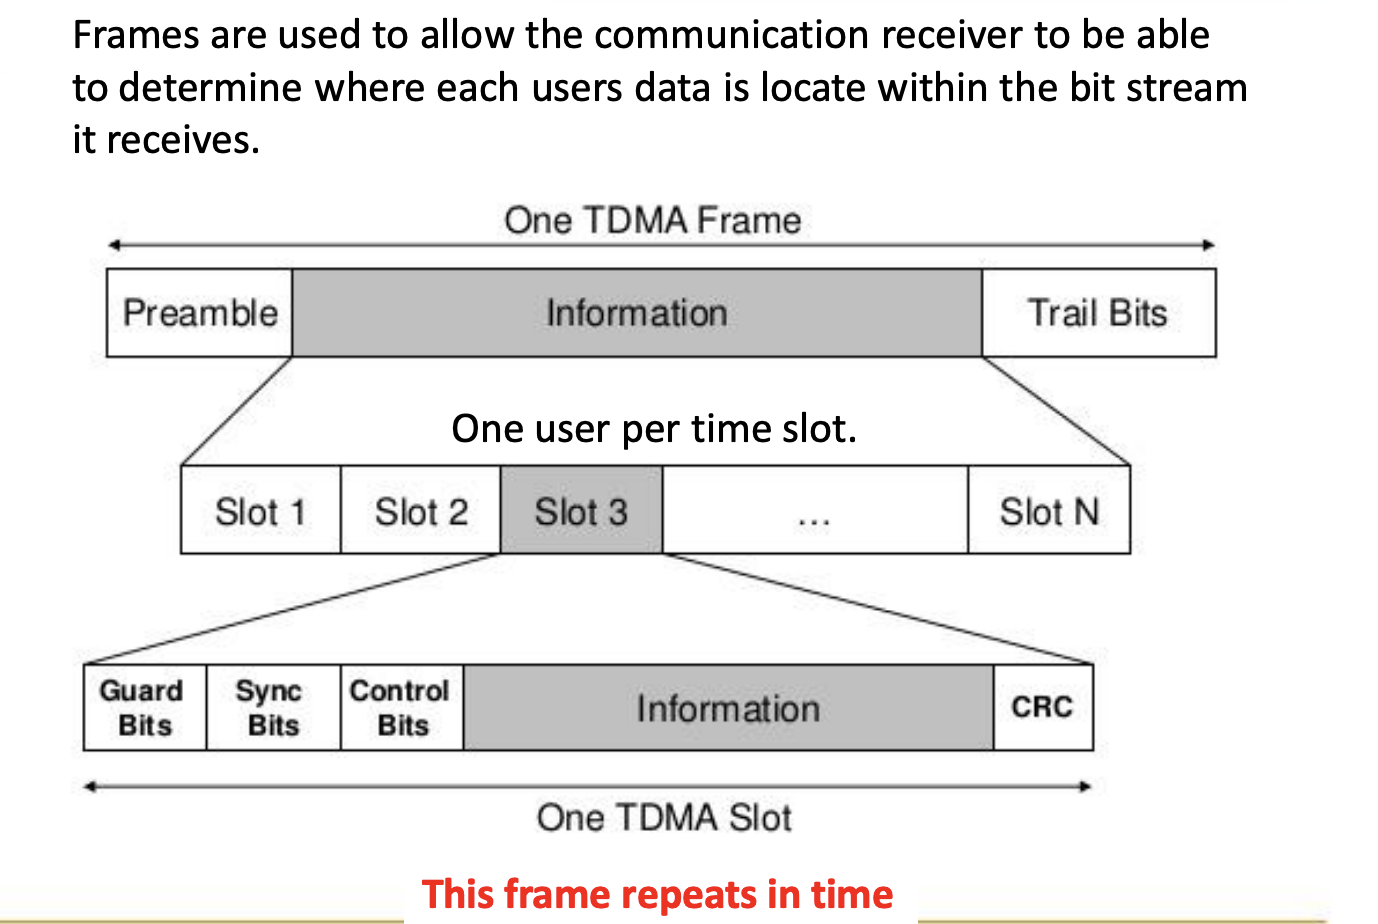 Frames are used to allow the communication receiver to be able
to determine where each users data is locate within the bit stream
it receives.
One TDMA Frame
Preamble Information Trail Bits
One user per time slot.
Slot 1 Slot 2 Slot 3 ... Slot N
Guard Bits Sync Bits Control Bits Information CRC
One TDMA Slot
This frame repeats in time